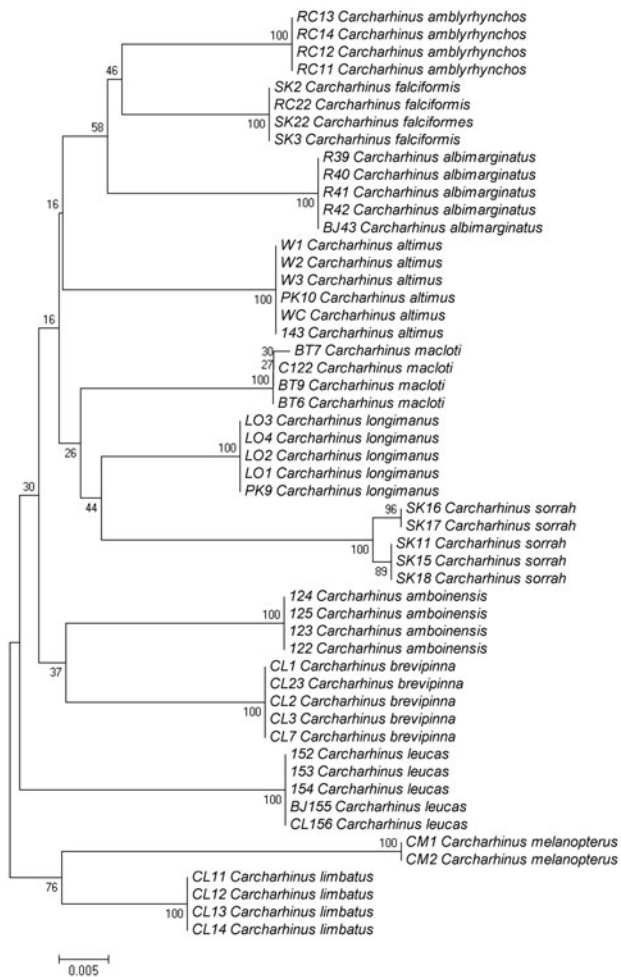 RC13 Carcharhinus amblyrhynchos
100 RC14 Carcharhinus amblyrhynchos
RC12 Carcharhinus amblyrhynchos
RC11 Carcharhinus amblyrhynchos
46
SK2 Carcharhinus falciformis
RC22 Carcharhinus falciformis
SK22 Carcharhinus falciformes
100 SK3 Carcharhinus falciformis
58
R39 Carcharhinus albimarginatus
R40 Carcharhinus albimarginatus
R41 Carcharhinus albimarginatus
R42 Carcharhinus albimarginatus
100
BJ43 Carcharhinus albimarginatus
16
W1 Carcharhinus altimus
W2 Carcharhinus altimus
W3 Carcharhinus altimus
100 PK10 Carcharhinus altimus
WC Carcharhinus altimus
143 Carcharhinus altimus
16
30 BT7 Carcharhinus macloti
27 C122 Carcharhinus macloti
100 BT9 Carcharhinus macloti
BT6 Carcharhinus macloti
26
LO3 Carcharhinus longimanus
100 LO4 Carcharhinus longimanus
LO2 Carcharhinus longimanus
LO1 Carcharhinus longimanus
PK9 Carcharhinus longimanus
44
96 SK16 Carcharhinus sorrah
SK17 Carcharhinus sorrah
100 SK11 Carcharhinus sorrah
89 SK15 Carcharhinus sorrah
SK18 Carcharhinus sorrah
30
124 Carcharhinus amboinensis
100 125 Carcharhinus amboinensis
123 Carcharhinus amboinensis
122 Carcharhinus amboinensis
37
CL1 Carcharhinus brevipinna
CL23 Carcharhinus brevipinna
CL2 Carcharhinus brevipinna
100 CL3 Carcharhinus brevipinna
CL7 Carcharhinus brevipinna
152 Carcharhinus leucas
153 Carcharhinus leucas
154 Carcharhinus leucas
100 BJ155 Carcharhinus leucas
CL156 Carcharhinus leucas
100 CM1 Carcharhinus melanopterus
CM2 Carcharhinus melanopterus
76
CL11 Carcharhinus limbatus
CL12 Carcharhinus limbatus
100 CL13 Carcharhinus limbatus
CL14 Carcharhinus limbatus
0.005